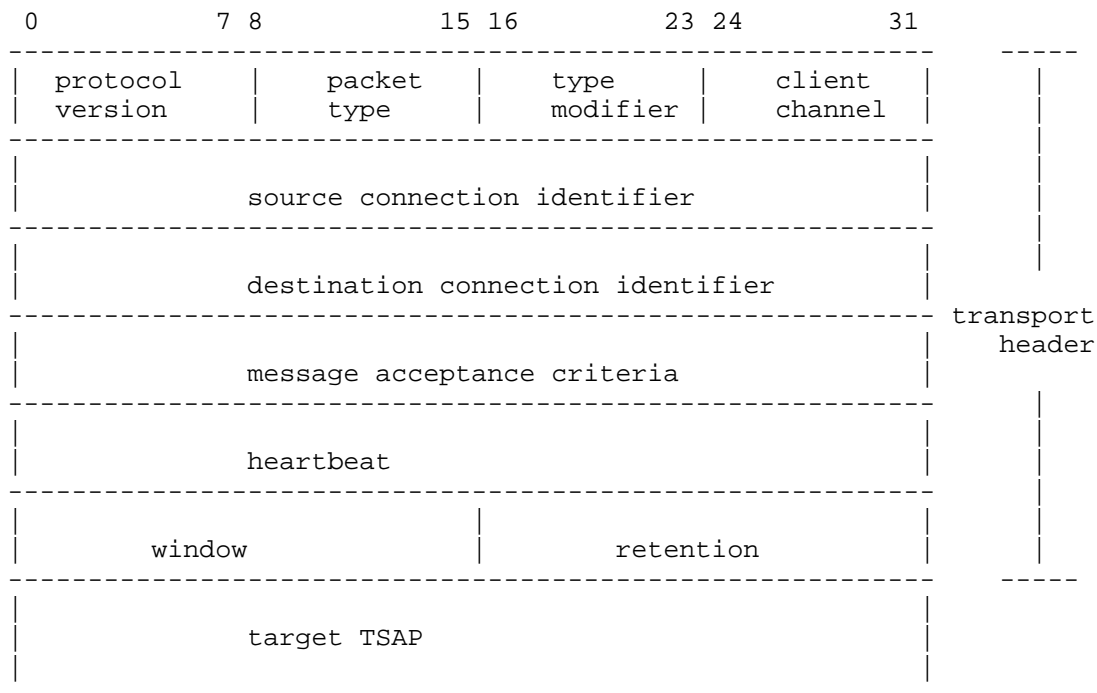 0 7 8 15 16 23 24 31
protocol packet type client
version type modifier channel
source connection identifier
destination connection identifier
transport
header
message acceptance criteria
heartbeat
window retention
target TSAP